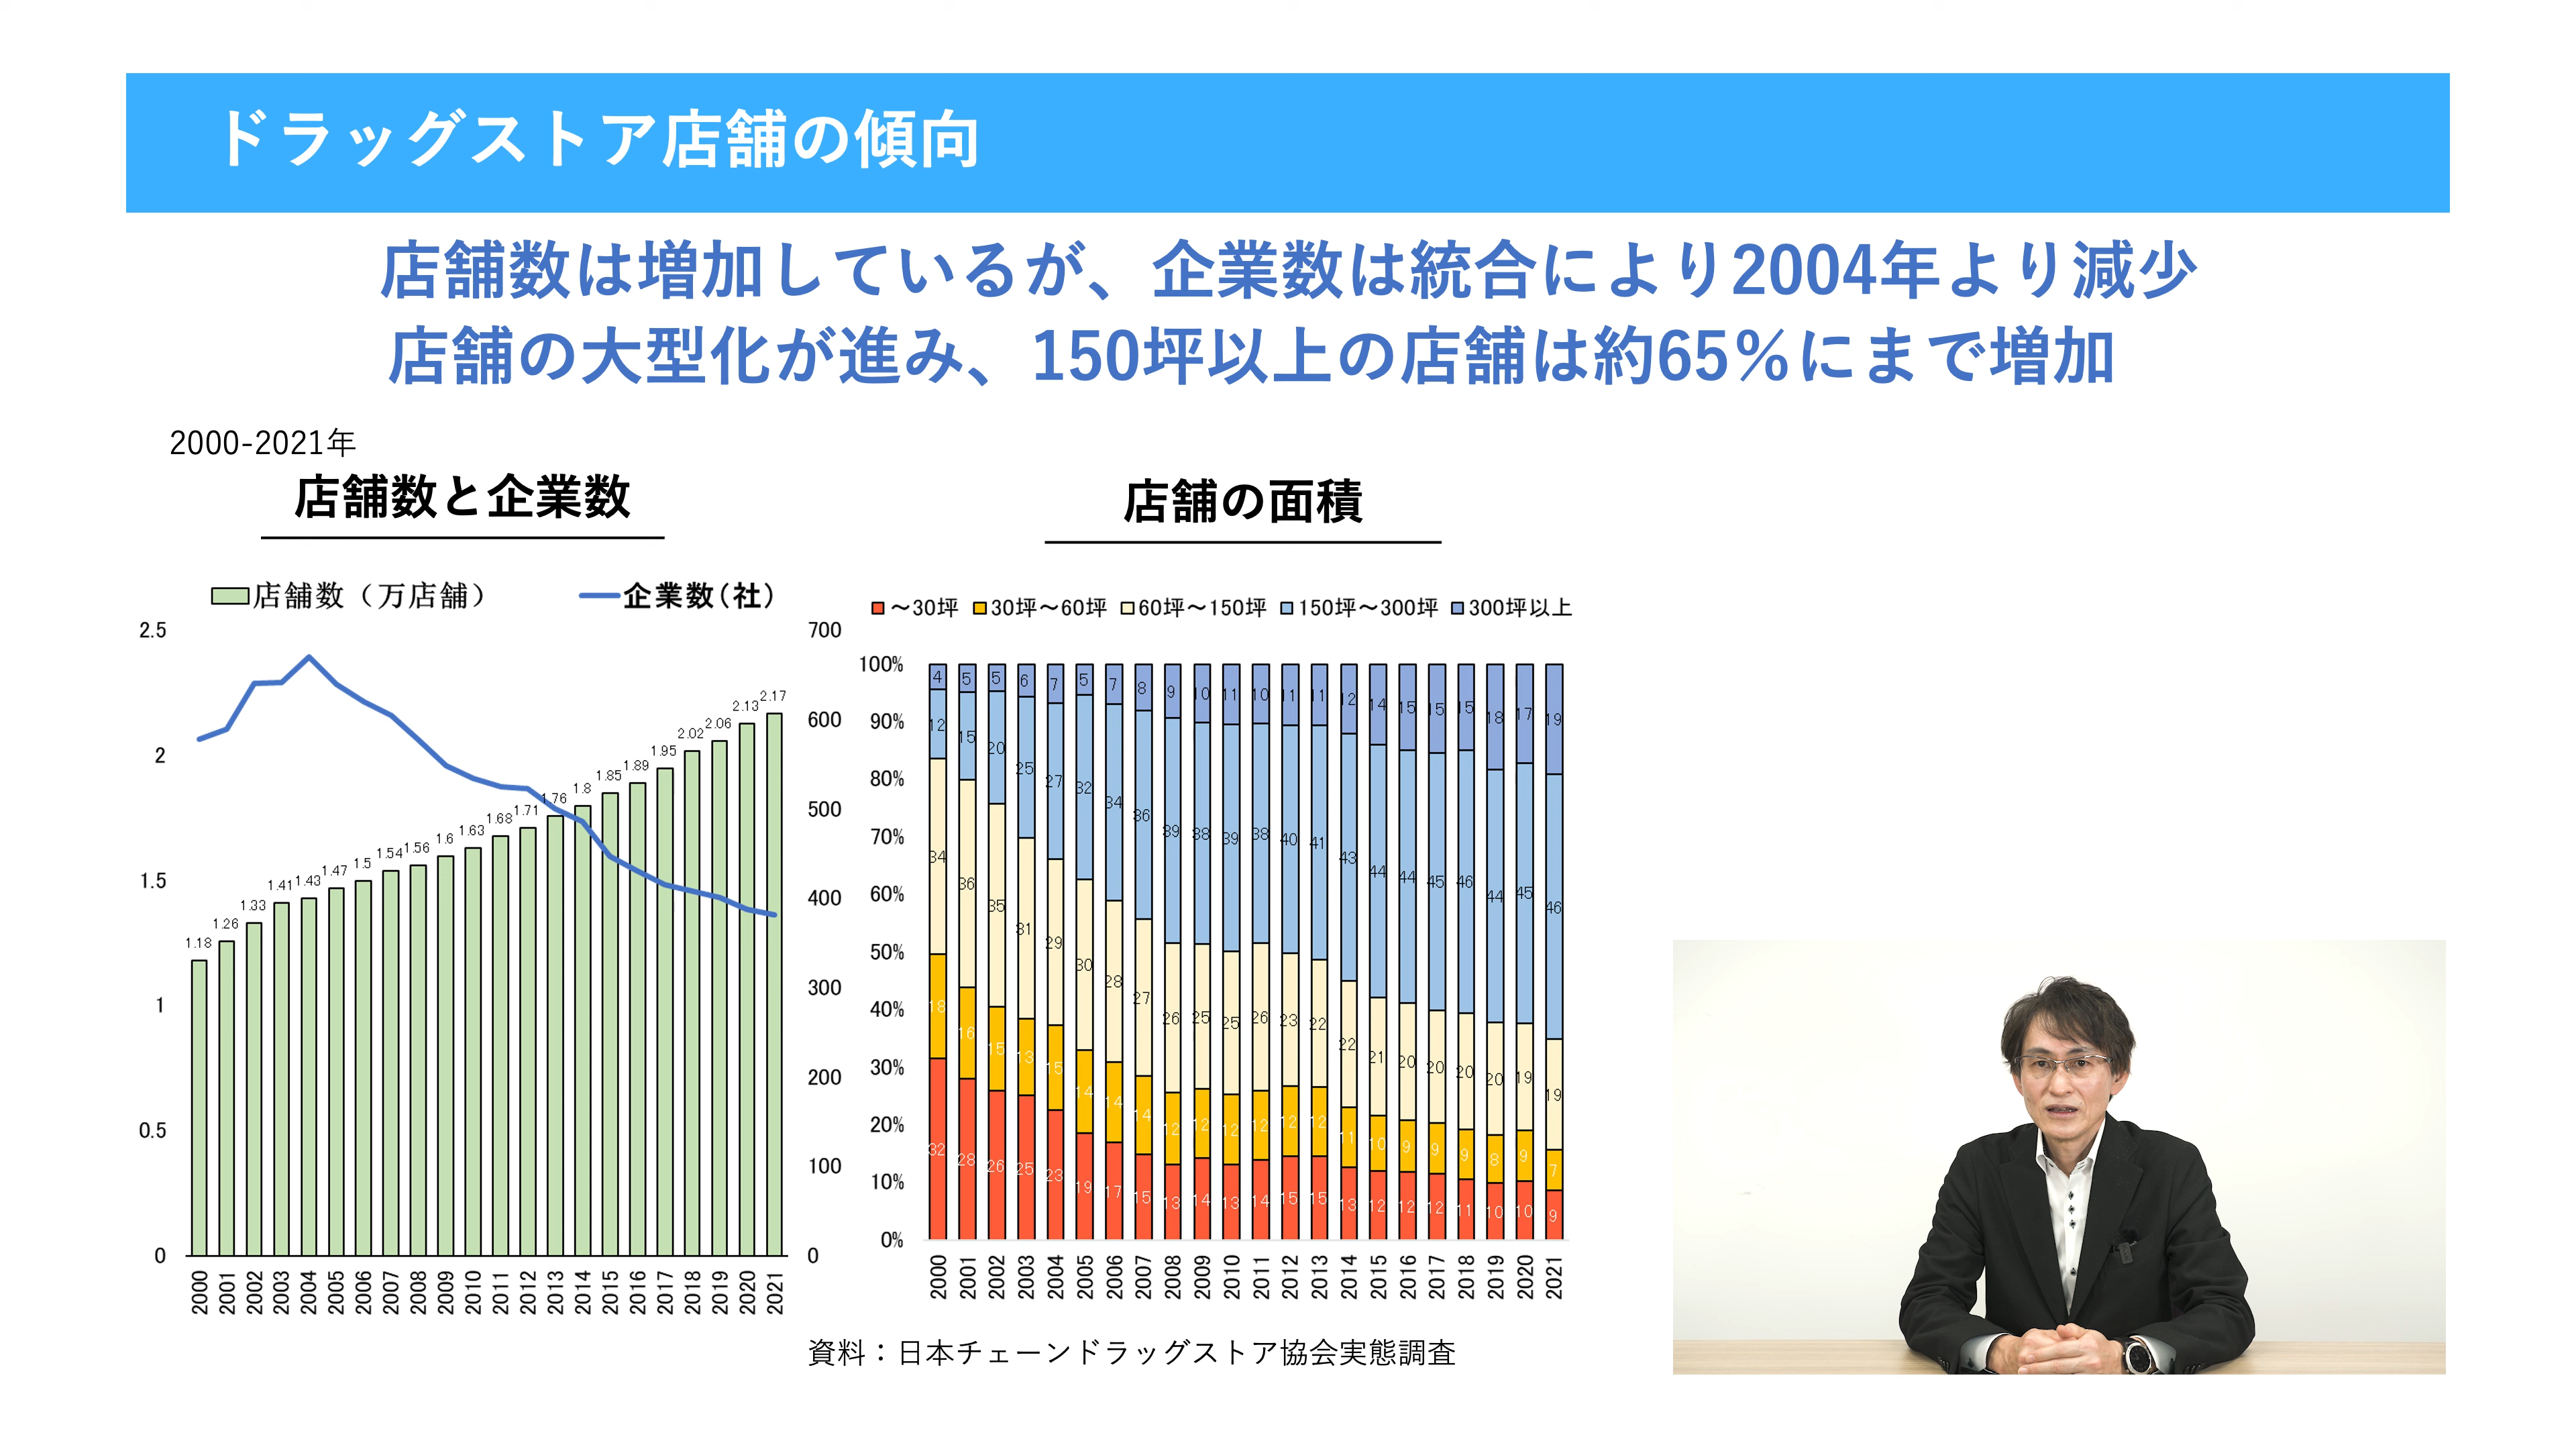 ドラッグストア店舗の傾向
店舗数は増加しているが、企業数は統合により2004年より減少
店舗の大型化が進み、150坪以上の店舗は約65%にまで増加
2000-2021年
店舗数と企業数
店舗数（万店舗） 企業数（社）
2.5
2
1.5
1
0.5
0
700
600
500
400
300
200
100
0
1.18 1.26 1.33 1.41 1.43 1.47 1.5 1.54 1.56 1.6 1.63 1.68 1.71 1.76 1.8 1.85 1.89 1.95 2.02 2.06 2.13 2.17
2000 2001 2002 2003 2004 2005 2006 2007 2008 2009 2010 2011 2012 2013 2014 2015 2016 2017 2018 2019 2020 2021
店舗の面積
～30坪 30坪～60坪 60坪～150坪 150坪～300坪 300坪以上
100%
90%
80%
70%
60%
50%
40%
30%
20%
10%
0%
4 5 5 6 7 5 7 8 9 10 11 10 11 11 12 14 15 15 15 18 17 19
12 15 20 25 27 32 34 36 39 38 39 38 40 41 43 44 44 45 46 44 45 46
34 36 35 31 29 30 28 27 26 25 25 26 23 22 22 21 20 20 20 20 19 19
18 16 15 13 15 14 14 14 12 12 12 12 12 12 11 10 9 9 9 8 9 7
32 28 26 25 23 19 17 15 13 14 13 14 15 15 13 12 12 12 11 10 10 9
2000 2001 2002 2003 2004 2005 2006 2007 2008 2009 2010 2011 2012 2013 2014 2015 2016 2017 2018 2019 2020 2021
資料：日本チェーンドラッグストア協会実態調査